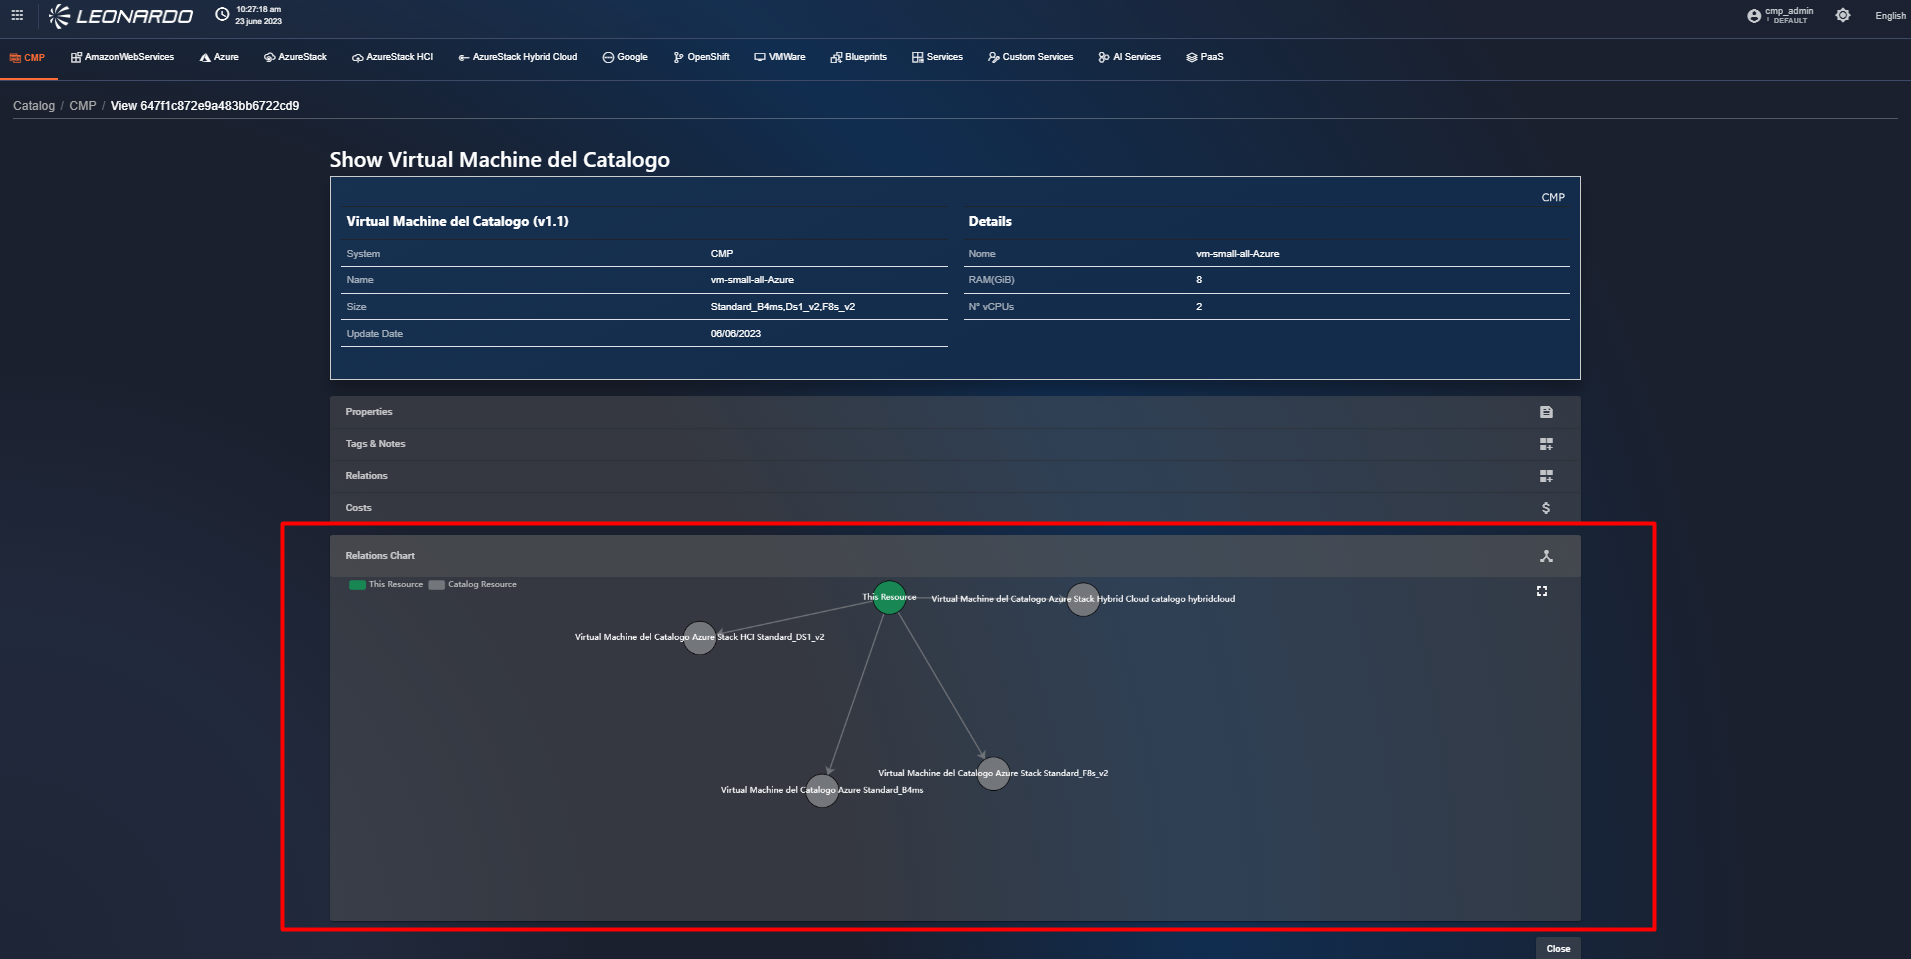 LEONARDO
10:27:18 am
23 june 2023
cmp_admin
DEFAULT
English
CMP
AmazonWebServices
Azure
AzureStack
AzureStack HCI
AzureStack Hybrid Cloud
Google
OpenShift
VMWare
Blueprints
Services
Custom Services
AI Services
PaaS
Catalog / CMP / View 647f1c872e9a483bb6722cd9
Show Virtual Machine del Catalogo
CMP
Virtual Machine del Catalogo (v1.1)
System CMP
Name vm-small-all-Azure
Size Standard_B4ms,Ds1_v2,F8s_v2
Update Date 06/06/2023
Details
Nome vm-small-all-Azure
RAM(GiB) 8
N° vCPUs 2
Properties
Tags & Notes
Relations
Costs
Relations Chart
This Resource
Catalog Resource
This Resource
Virtual Machine del Catalogo Azure Stack Hybrid Cloud catalogo hybridcloud
Virtual Machine del Catalogo Azure Stack HCI Standard_DS1_v2
Virtual Machine del Catalogo Azure Stack Standard_F8s_v2
Virtual Machine del Catalogo Azure Standard_B4ms
Close